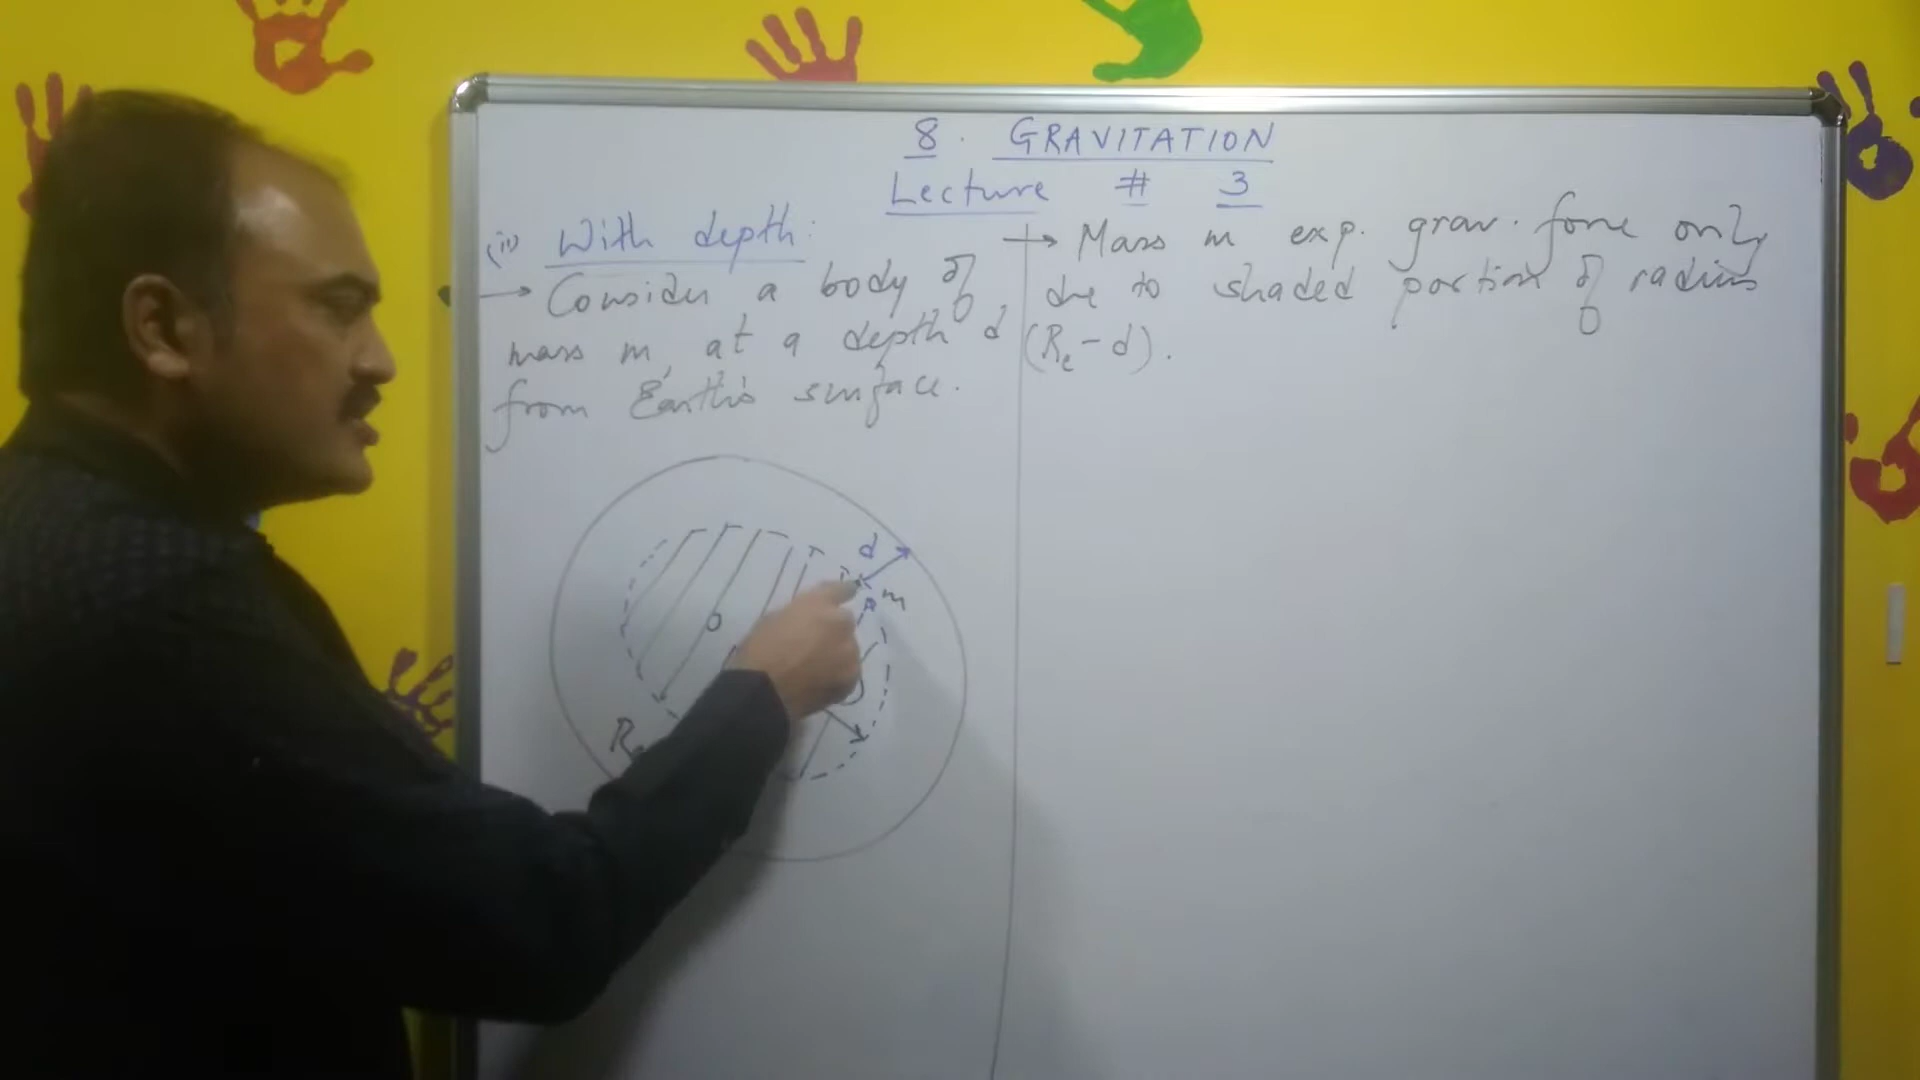 8. GRAVITATION
Lecture # 3
(ii) With depth:
→ Consider a body of
mass m, at a depth d
from Earth's surface.
→ Mass m exp. grav. force only
due to shaded portion of radius
(Re-d).
d
m
O
Re